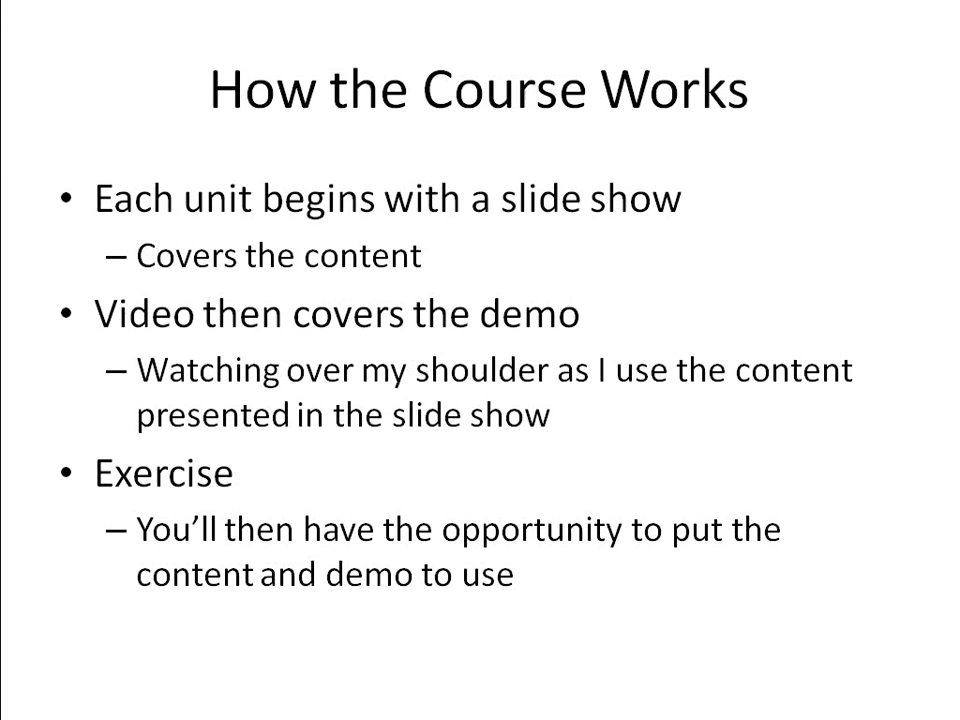 How the Course Works
• Each unit begins with a slide show
– Covers the content
• Video then covers the demo
– Watching over my shoulder as I use the content
presented in the slide show
• Exercise
– You’ll then have the opportunity to put the
content and demo to use